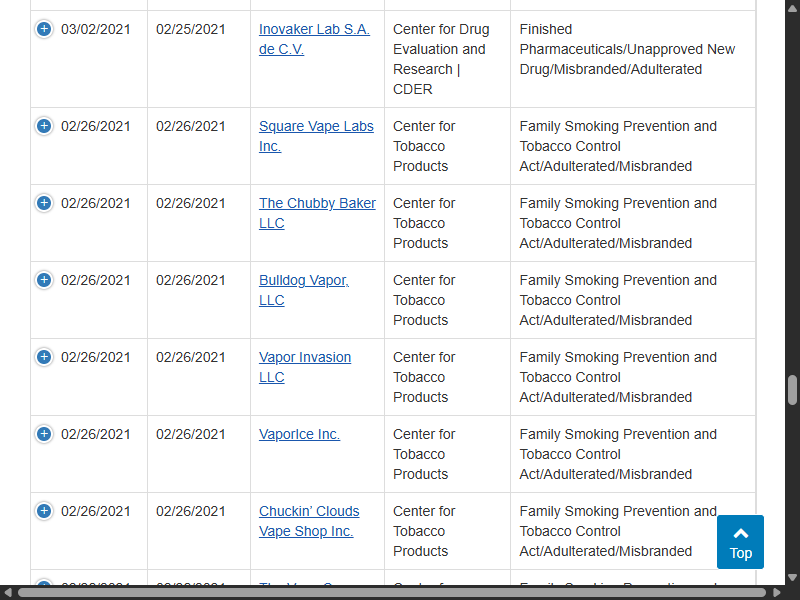 03/02/2021 02/25/2021 Inovaker Lab S.A. Center for Drug Finished
de C.V. Evaluation and Pharmaceuticals/Unapproved New
Research | Drug/Misbranded/Adulterated
CDER
02/26/2021 02/26/2021 Square Vape Labs Center for Family Smoking Prevention and
Inc. Tobacco Tobacco Control
Products Act/Adulterated/Misbranded
02/26/2021 02/26/2021 The Chubby Baker Center for Family Smoking Prevention and
LLC Tobacco Tobacco Control
Products Act/Adulterated/Misbranded
02/26/2021 02/26/2021 Bulldog Vapor, Center for Family Smoking Prevention and
LLC Tobacco Tobacco Control
Products Act/Adulterated/Misbranded
02/26/2021 02/26/2021 Vapor Invasion Center for Family Smoking Prevention and
LLC Tobacco Tobacco Control
Products Act/Adulterated/Misbranded
02/26/2021 02/26/2021 VaporIce Inc. Center for Family Smoking Prevention and
Tobacco Tobacco Control
Products Act/Adulterated/Misbranded
02/26/2021 02/26/2021 Chuckin’ Clouds Center for Family Smoking Prevention and
Vape Shop Inc. Tobacco Tobacco Control
Products Act/Adulterated/Misbranded
Top